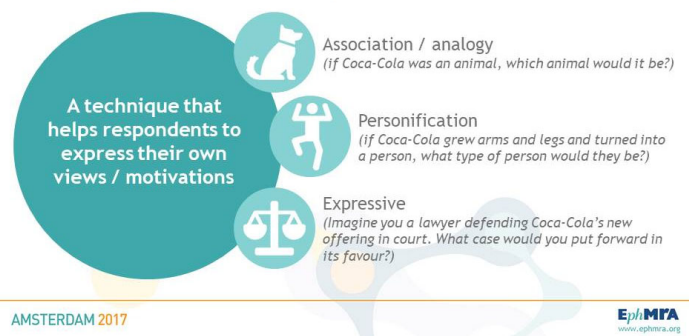 A technique that
helps respondents to
express their own
views / motivations
Association / analogy
(if Coca-Cola was an animal, which animal would it be?)
Personification
(if Coca-Cola grew arms and legs and turned into
a person, what type of person would they be?)
Expressive
(Imagine you a lawyer defending Coca-Cola's new
offering in court. What case would you put forward in
its favour?)
AMSTERDAM 2017
EphMRA
www.ephmra.org